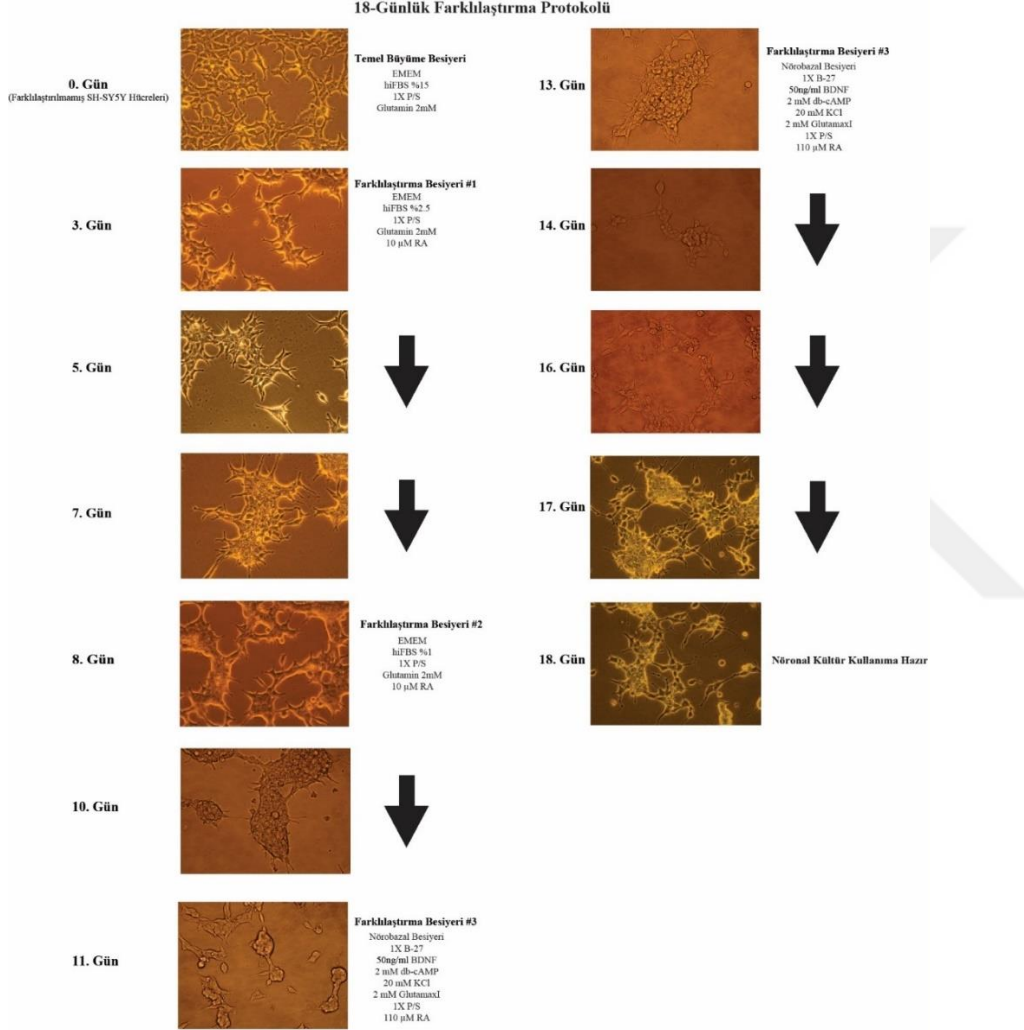 18-Günlük Farklılaştırma Protokolü
0. Gün
(Farklılaştırılmamış SH-SY5Y Hücreleri)
Temel Büyüme Besiyeri
EMEM
hiFBS %15
1X P/S
Glutamin 2mM
3. Gün
Farklılaştırma Besiyeri #1
EMEM
hiFBS %2.5
1X P/S
Glutamin 2mM
10 µM RA
5. Gün
7. Gün
8. Gün
Farklılaştırma Besiyeri #2
EMEM
hiFBS %1
1X P/S
Glutamin 2mM
10 µM RA
10. Gün
11. Gün
Farklılaştırma Besiyeri #3
Nörobazal Besiyeri
1X B-27
50ng/ml BDNF
2 mM db-cAMP
20 mM KCl
2 mM GlutamaxI
1X P/S
110 µM RA
13. Gün
Farklılaştırma Besiyeri #3
Nörobazal Besiyeri
1X B-27
50ng/ml BDNF
2 mM db-cAMP
20 mM KCl
2 mM GlutamaxI
1X P/S
110 µM RA
14. Gün
16. Gün
17. Gün
18. Gün
Nöronal Kültür Kullanıma Hazır